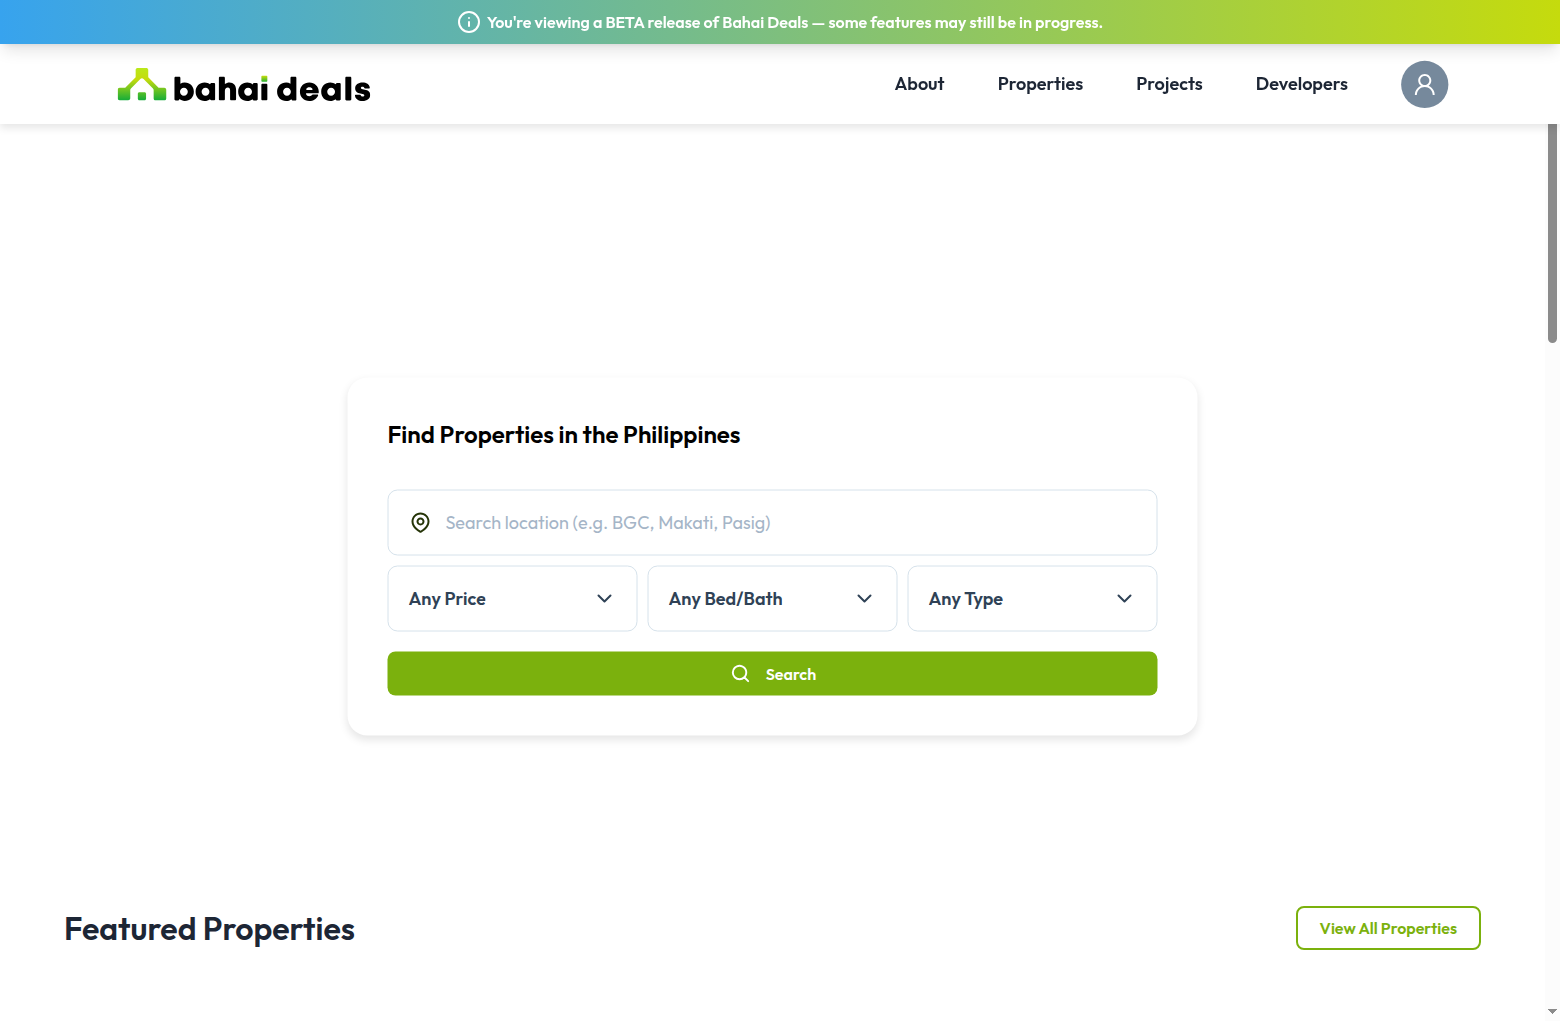 You're viewing a BETA release of Bahai Deals — some features may still be in progress.
bahai deals
About
Properties
Projects
Developers
Find Properties in the Philippines
Search location (e.g. BGC, Makati, Pasig)
Any Price
Any Bed/Bath
Any Type
Search
Featured Properties
View All Properties